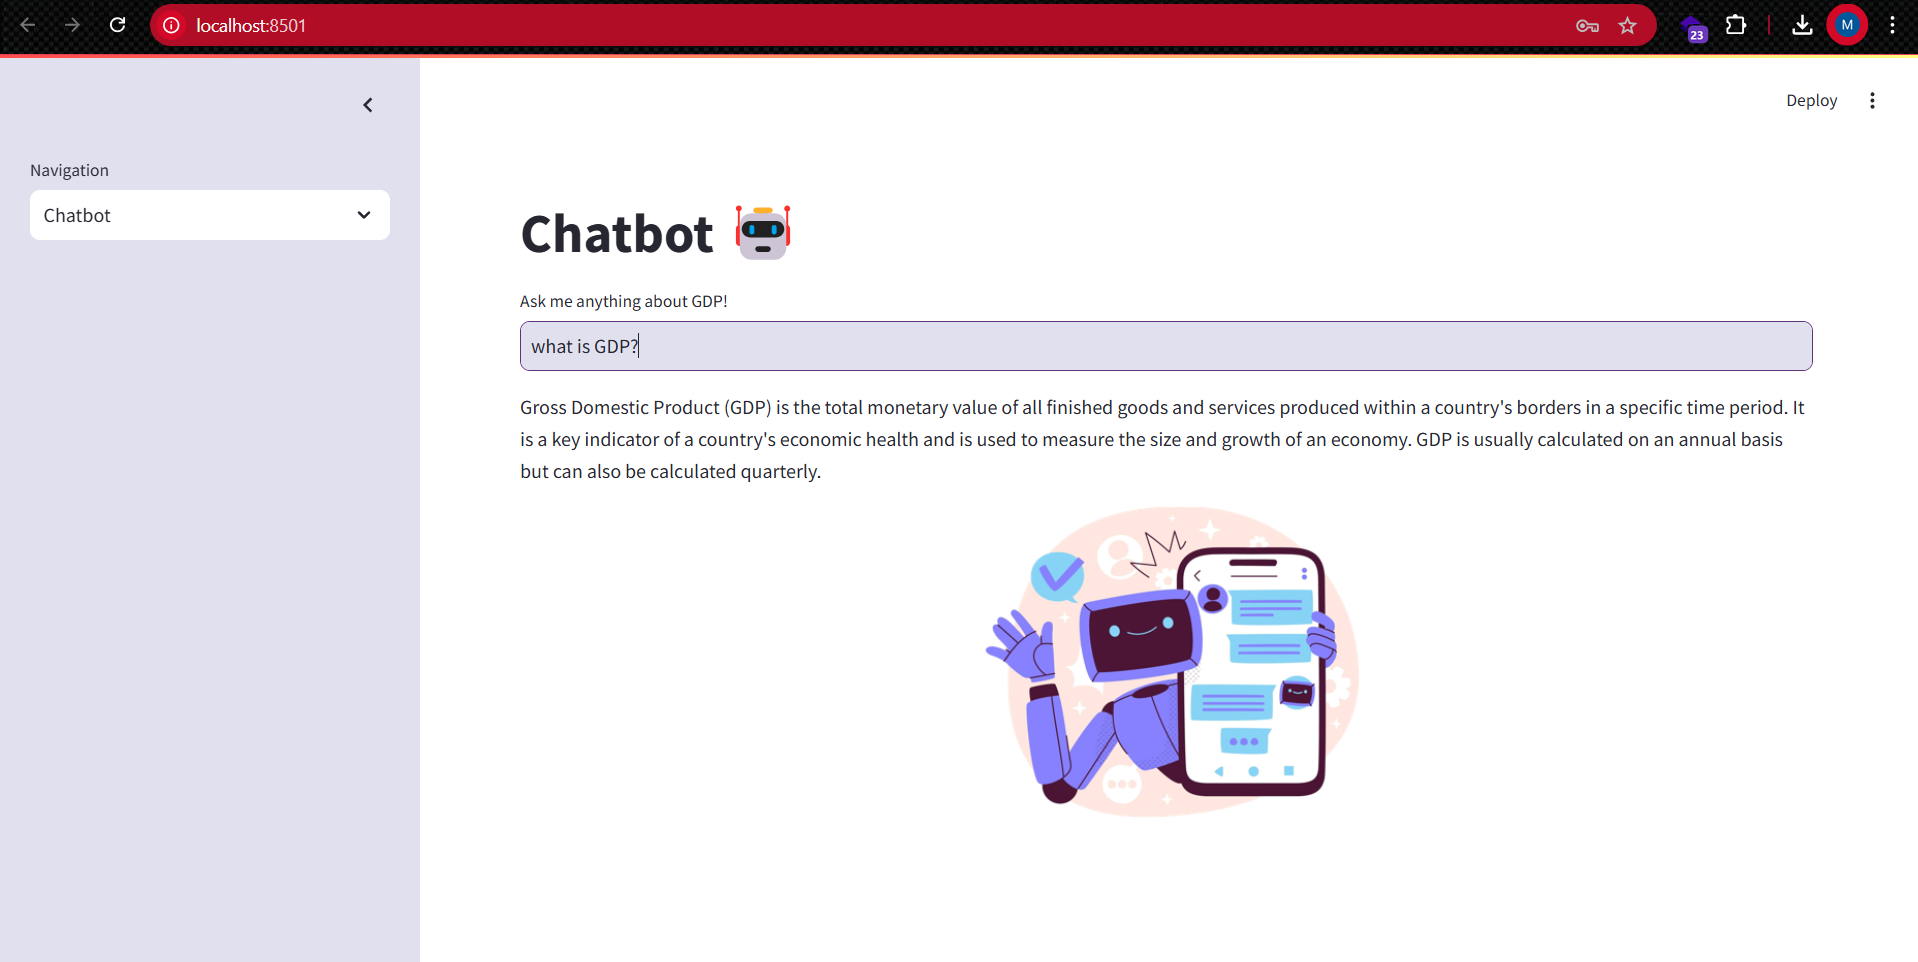 localhost:8501
23
M
Deploy
Navigation
Chatbot
Chatbot
Ask me anything about GDP!
what is GDP?
Gross Domestic Product (GDP) is the total monetary value of all finished goods and services produced within a country's borders in a specific time period. It
is a key indicator of a country's economic health and is used to measure the size and growth of an economy. GDP is usually calculated on an annual basis
but can also be calculated quarterly.